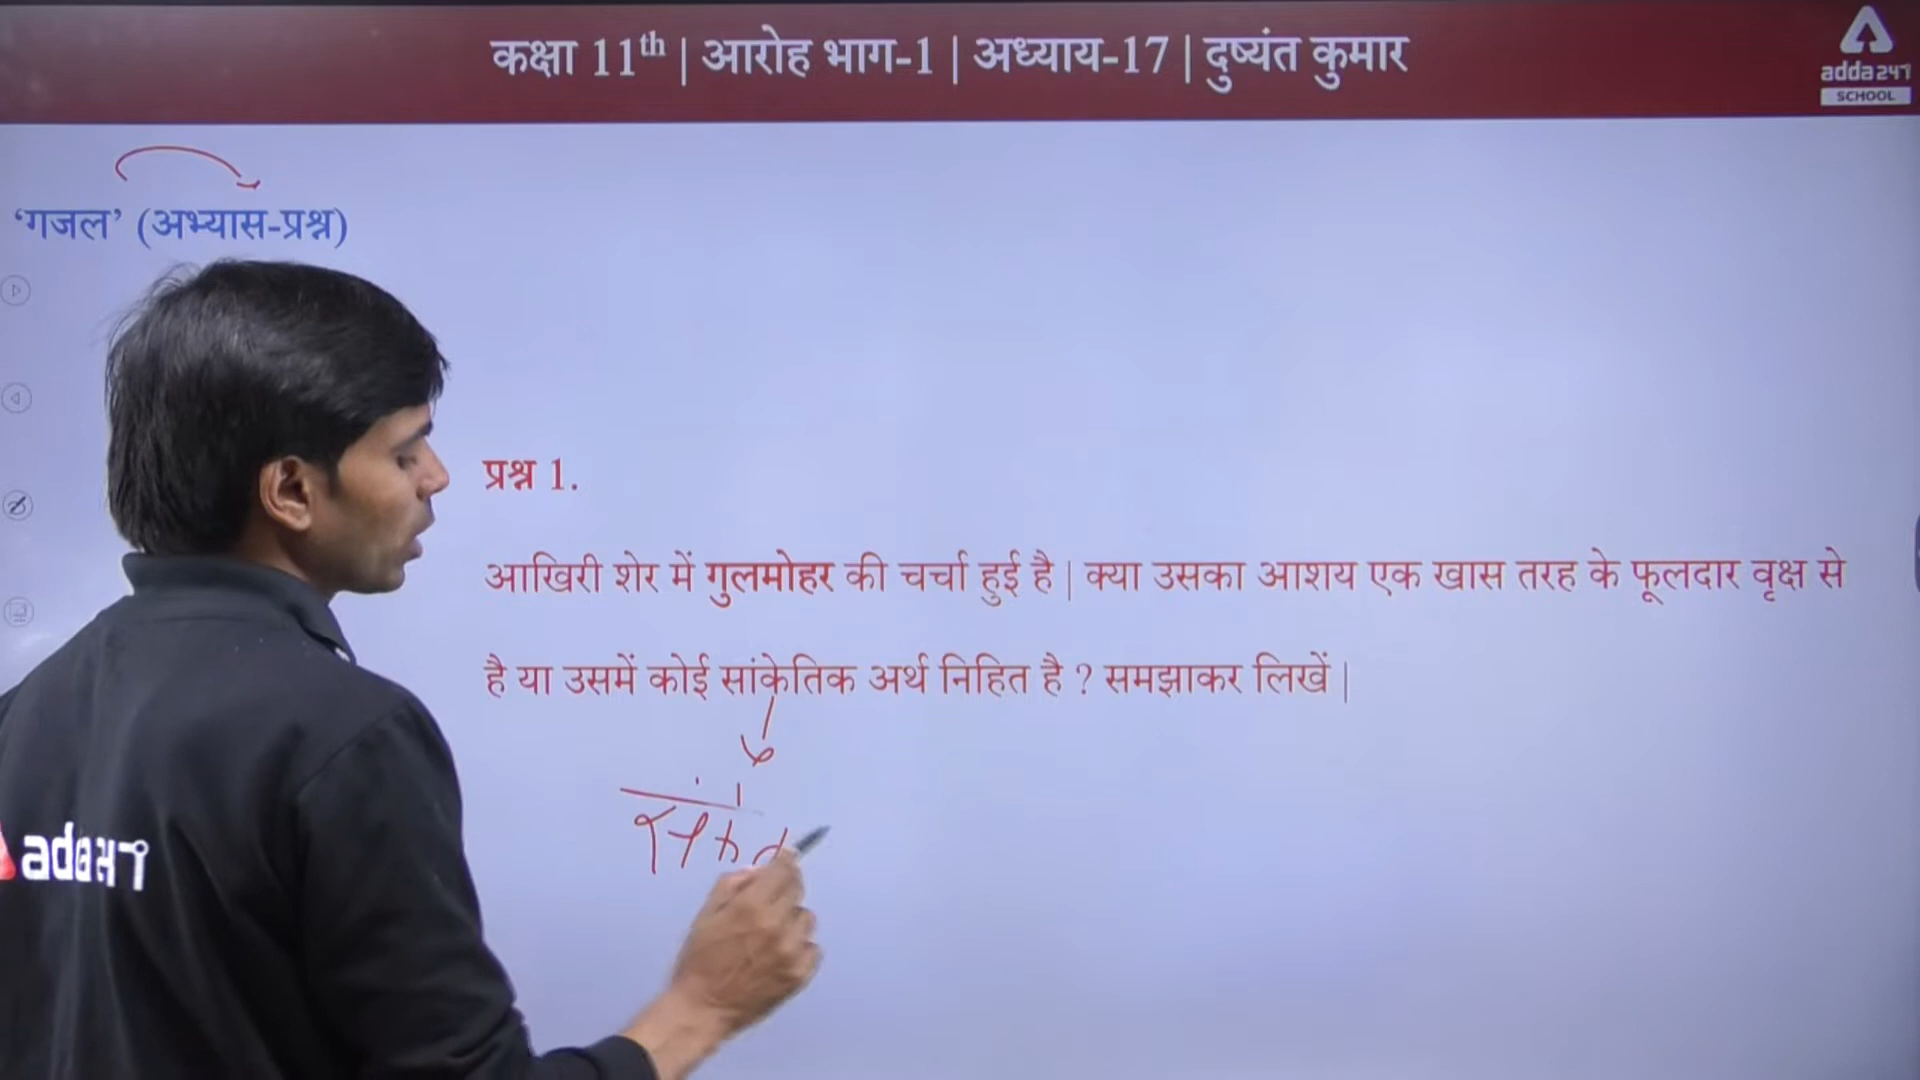 कक्षा 11th | आरोह भाग-1 | अध्याय-17 | दुष्यंत कुमार
adda247
SCHOOL
‘गजल’ (अभ्यास-प्रश्न)
प्रश्न 1.
आखिरी शेर में गुलमोहर की चर्चा हुई है | क्या उसका आशय एक खास तरह के फूलदार वृक्ष से
है या उसमें कोई सांकेतिक अर्थ निहित है ? समझाकर लिखें |
adda247